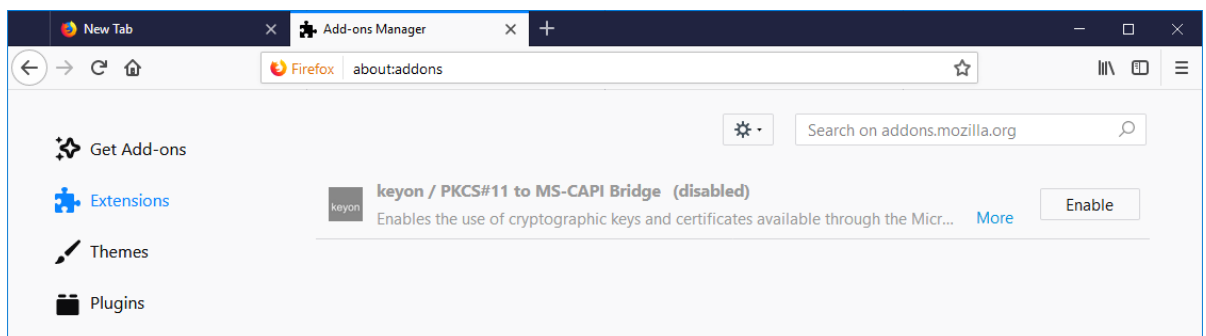 New Tab
Add-ons Manager
Firefox about:addons
Search on addons.mozilla.org
Get Add-ons
Extensions
Themes
Plugins
keyon
keyon / PKCS#11 to MS-CAPI Bridge (disabled)
Enables the use of cryptographic keys and certificates available through the Micr... More
Enable